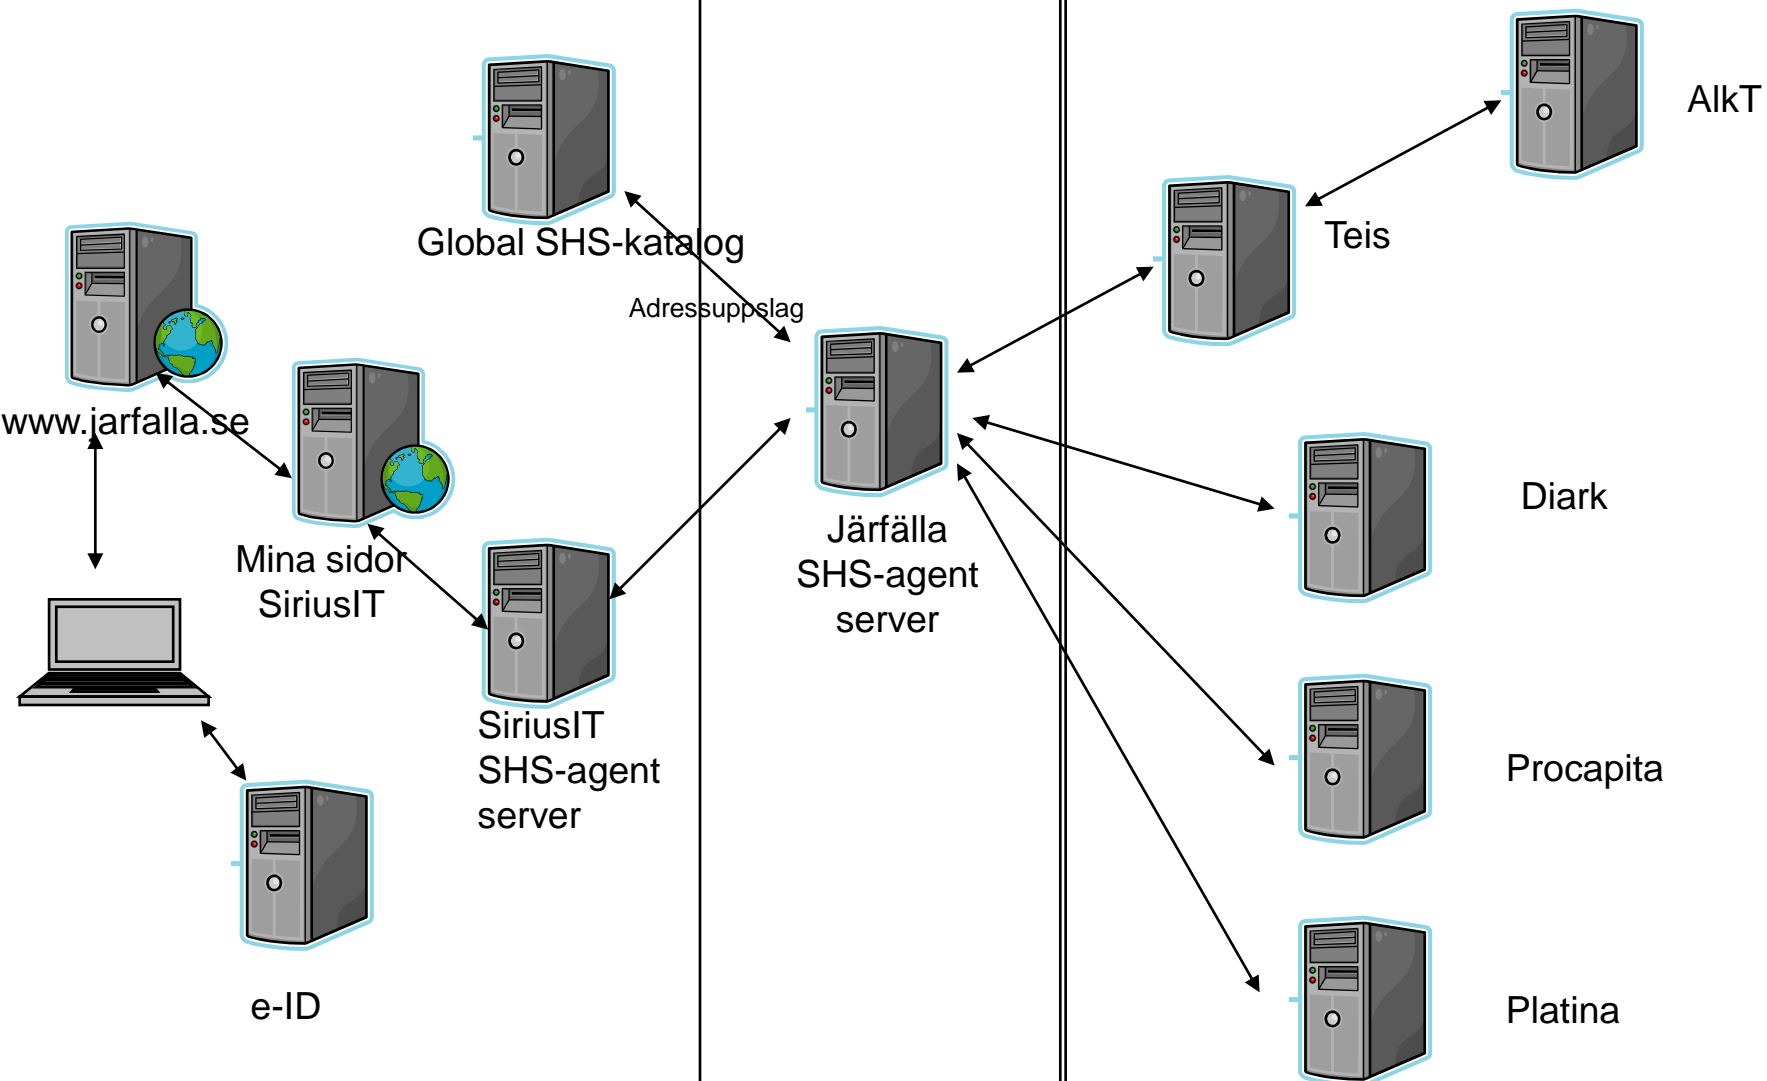 AlkT
Teis
Global SHS-katalog
Adressuppslag
www.jarfalla.se
Mina sidor
SiriusIT
Järfälla
SHS-agent
server
Diark
SiriusIT
SHS-agent
server
Procapita
e-ID
Platina